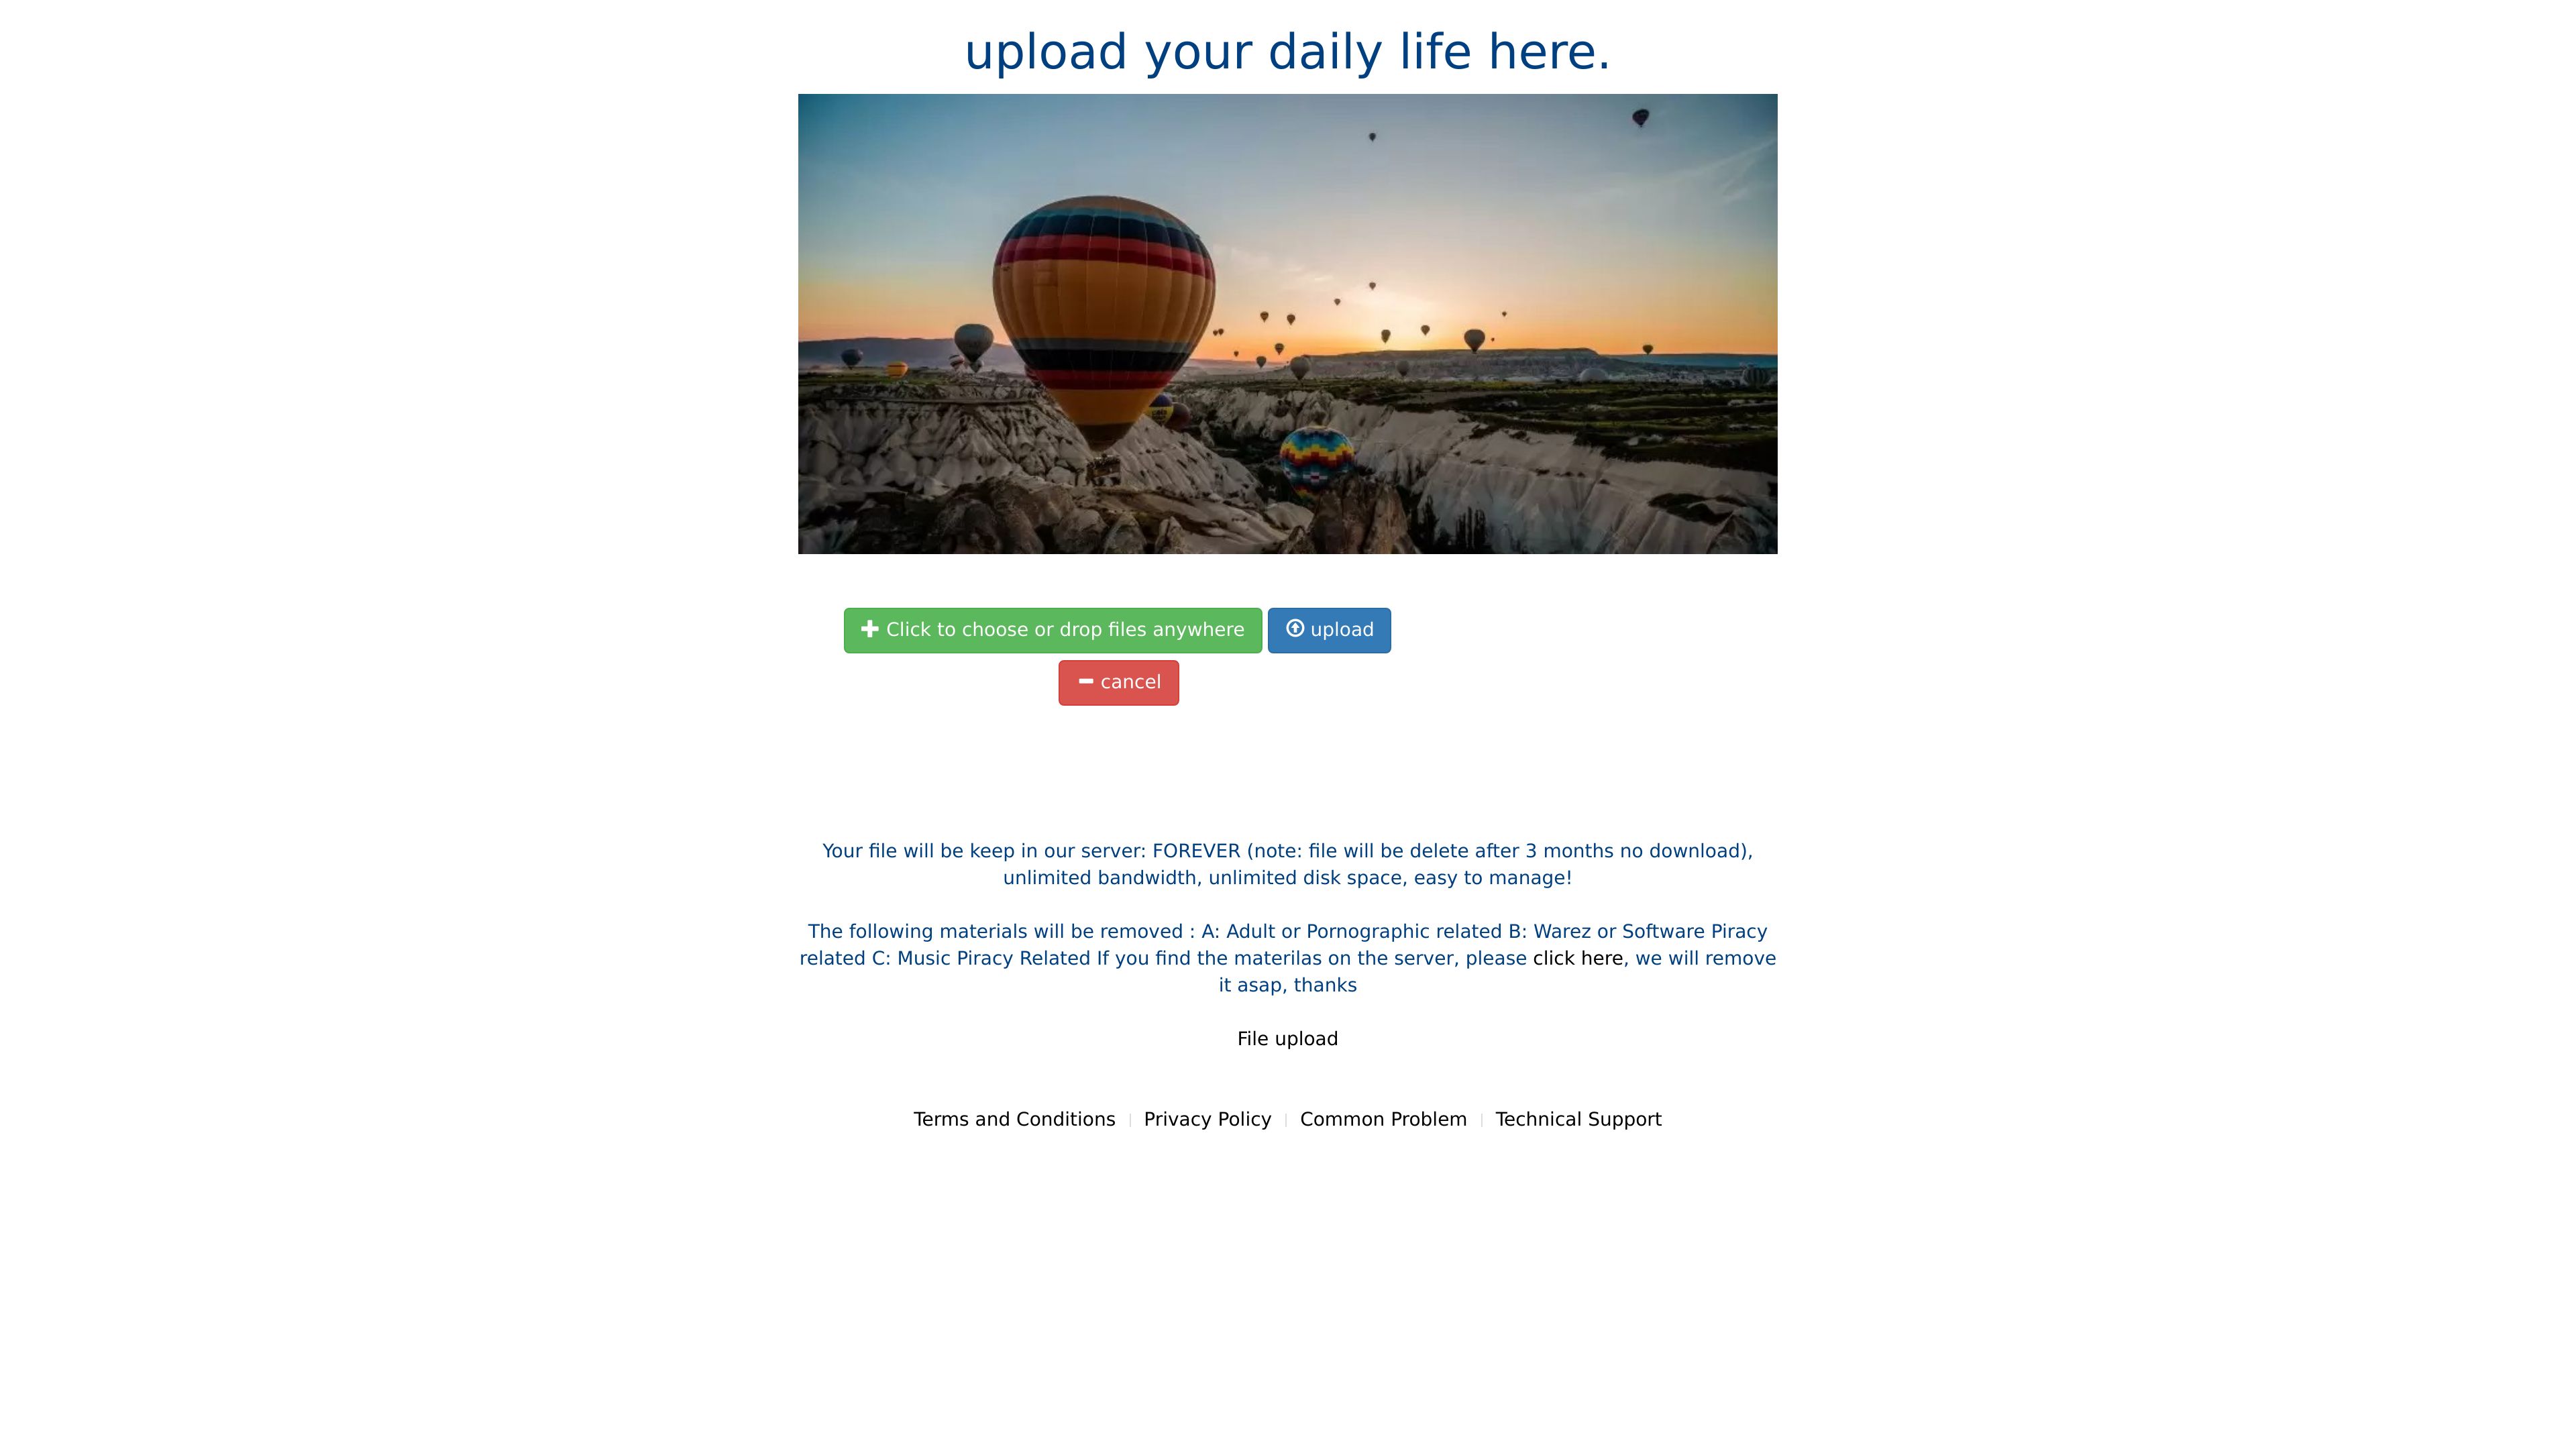 upload your daily life here.
Click to choose or drop files anywhere
upload
cancel
Your file will be keep in our server: FOREVER (note: file will be delete after 3 months no download),
unlimited bandwidth, unlimited disk space, easy to manage!
The following materials will be removed : A: Adult or Pornographic related B: Warez or Software Piracy
related C: Music Piracy Related If you find the materilas on the server, please click here, we will remove
it asap, thanks
File upload
Terms and Conditions | Privacy Policy | Common Problem | Technical Support